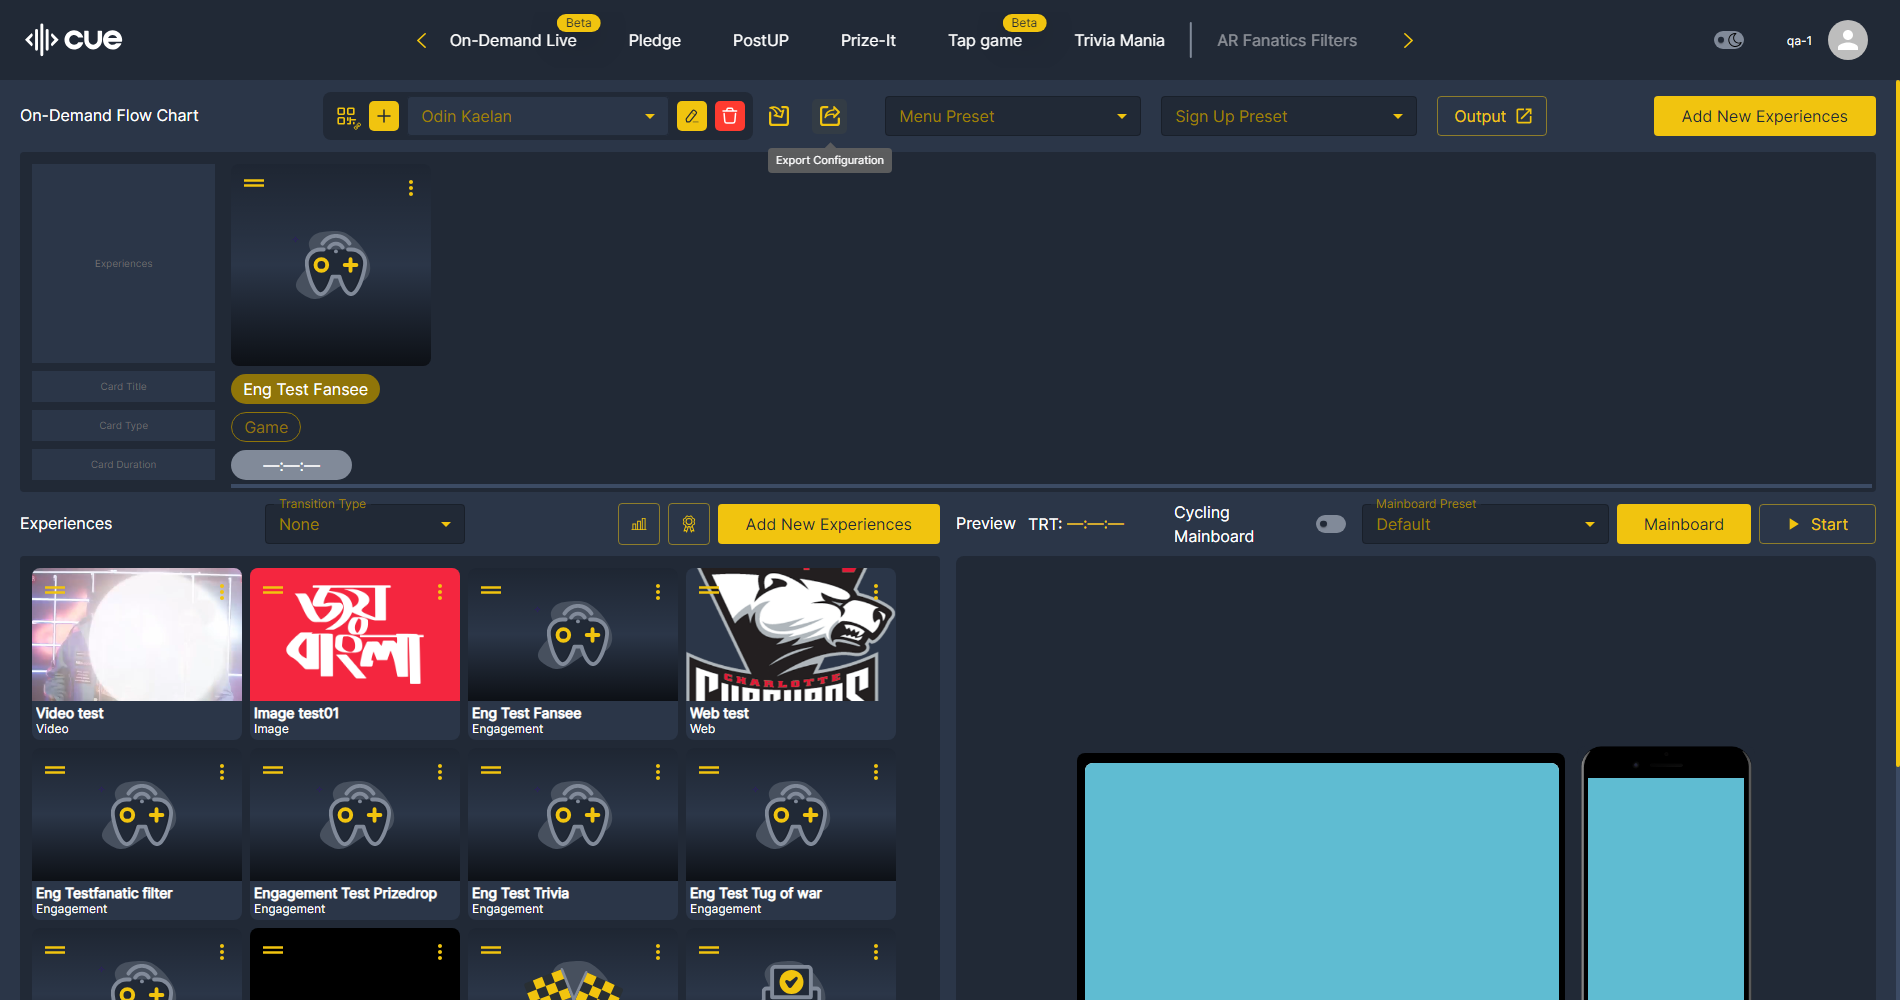 cue
On-Demand Live
Beta
Pledge
PostUP
Prize-It
Tap game
Beta
Trivia Mania
AR Fanatics Filters
qa-1
On-Demand Flow Chart
Odin Kaelan
Menu Preset
Sign Up Preset
Output
Add New Experiences
Export Configuration
Experiences
Card Title
Eng Test Fansee
Card Type
Game
Card Duration
—:—:—
Experiences
Transition Type
None
Add New Experiences
Preview
TRT: —:—:—
Cycling
Mainboard
Mainboard Preset
Default
Mainboard
Start
জয়
বাংলা
CHARLOTTE
Video test
Video
Image test01
Image
Eng Test Fansee
Engagement
Web test
Web
Eng Testfanatic filter
Engagement
Engagement Test Prizedrop
Engagement
Eng Test Trivia
Engagement
Eng Test Tug of war
Engagement